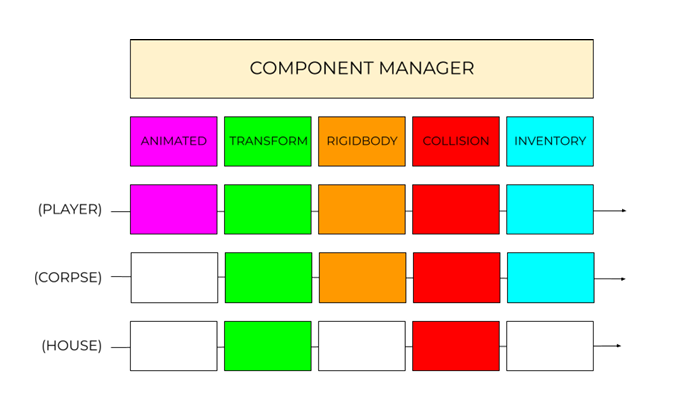 COMPONENT MANAGER
ANIMATED TRANSFORM RIGIDBODY COLLISION INVENTORY
(PLAYER)
(CORPSE)
(HOUSE)